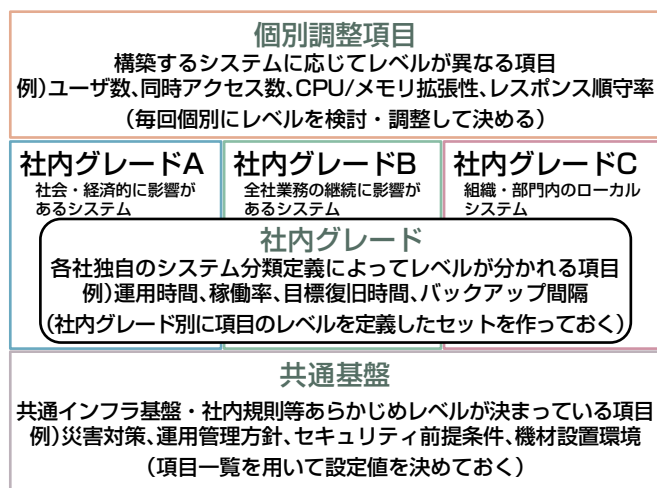 個別調整項目
構築するシステムに応じてレベルが異なる項目
例)ユーザ数、同時アクセス数、CPU/メモリ拡張性、レスポンス順守率
(毎回個別にレベルを検討・調整して決める)
社内グレードA
社会・経済的に影響が
あるシステム
社内グレードB
全社業務の継続に影響が
あるシステム
社内グレードC
組織・部門内のローカル
システム
社内グレード
各社独自のシステム分類定義によってレベルが分かれる項目
例)運用時間、稼働率、目標復旧時間、バックアップ間隔
(社内グレード別に項目のレベルを定義したセットを作っておく)
共通基盤
共通インフラ基盤・社内規則等あらかじめレベルが決まっている項目
例)災害対策、運用管理方針、セキュリティ前提条件、機材設置環境
(項目一覧を用いて設定値を決めておく)